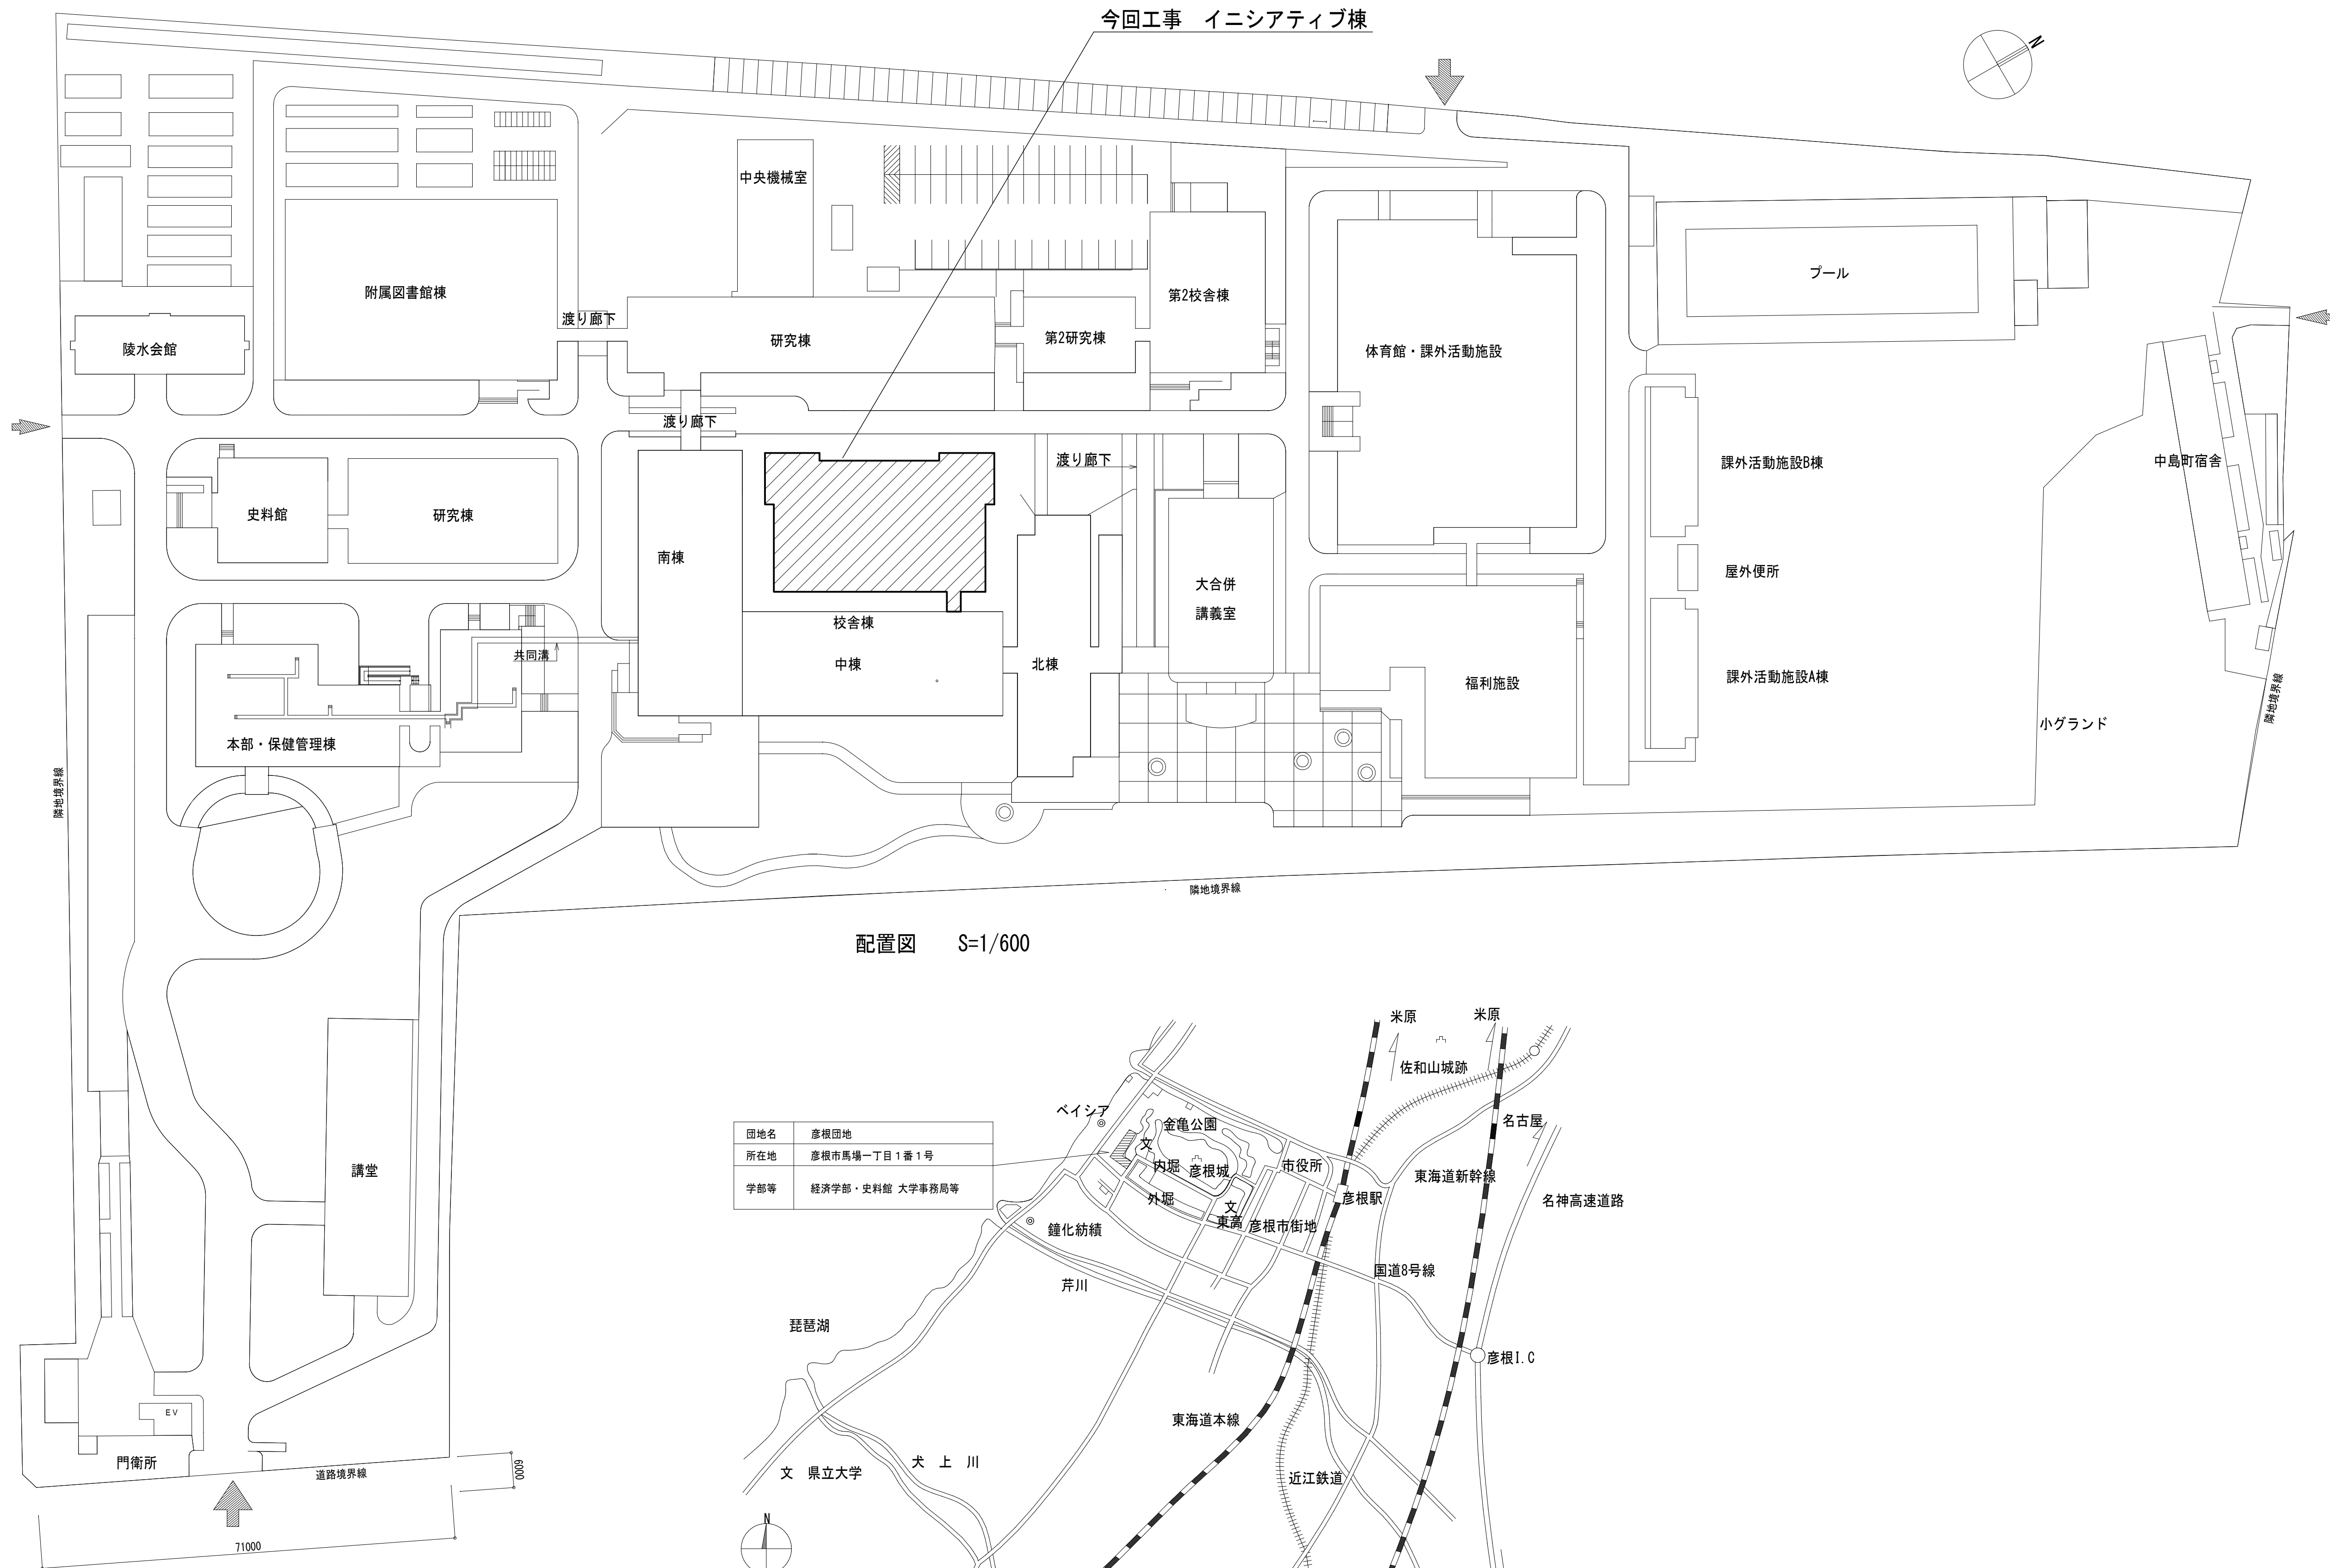 今回工事　イニシアティブ棟
N
中央機械室
附属図書館棟
渡り廊下
研究棟
第2研究棟
第2校舎棟
体育館・課外活動施設
プール
陵水会館
渡り廊下
渡り廊下
史料館
研究棟
南棟
校舎棟
中棟
北棟
大合併
講義室
課外活動施設B棟
屋外便所
課外活動施設A棟
中島町宿舎
共同溝
本部・保健管理棟
福利施設
小グランド
隣地境界線
隣地境界線
隣地境界線
配置図　S=1/600
講堂
EV
門衛所
道路境界線
6000
71000
団地名　彦根団地
所在地　彦根市馬場一丁目１番１号
学部等　経済学部・史料館 大学事務局等
米原
米原
佐和山城跡
ベイシア
金亀公園
名古屋
文
内堀
彦根城
市役所
東海道新幹線
彦根駅
名神高速道路
外堀
文
東高
彦根市街地
鐘化紡績
国道8号線
芹川
琵琶湖
彦根I.C
東海道本線
文　県立大学
犬　上　川
近江鉄道
N